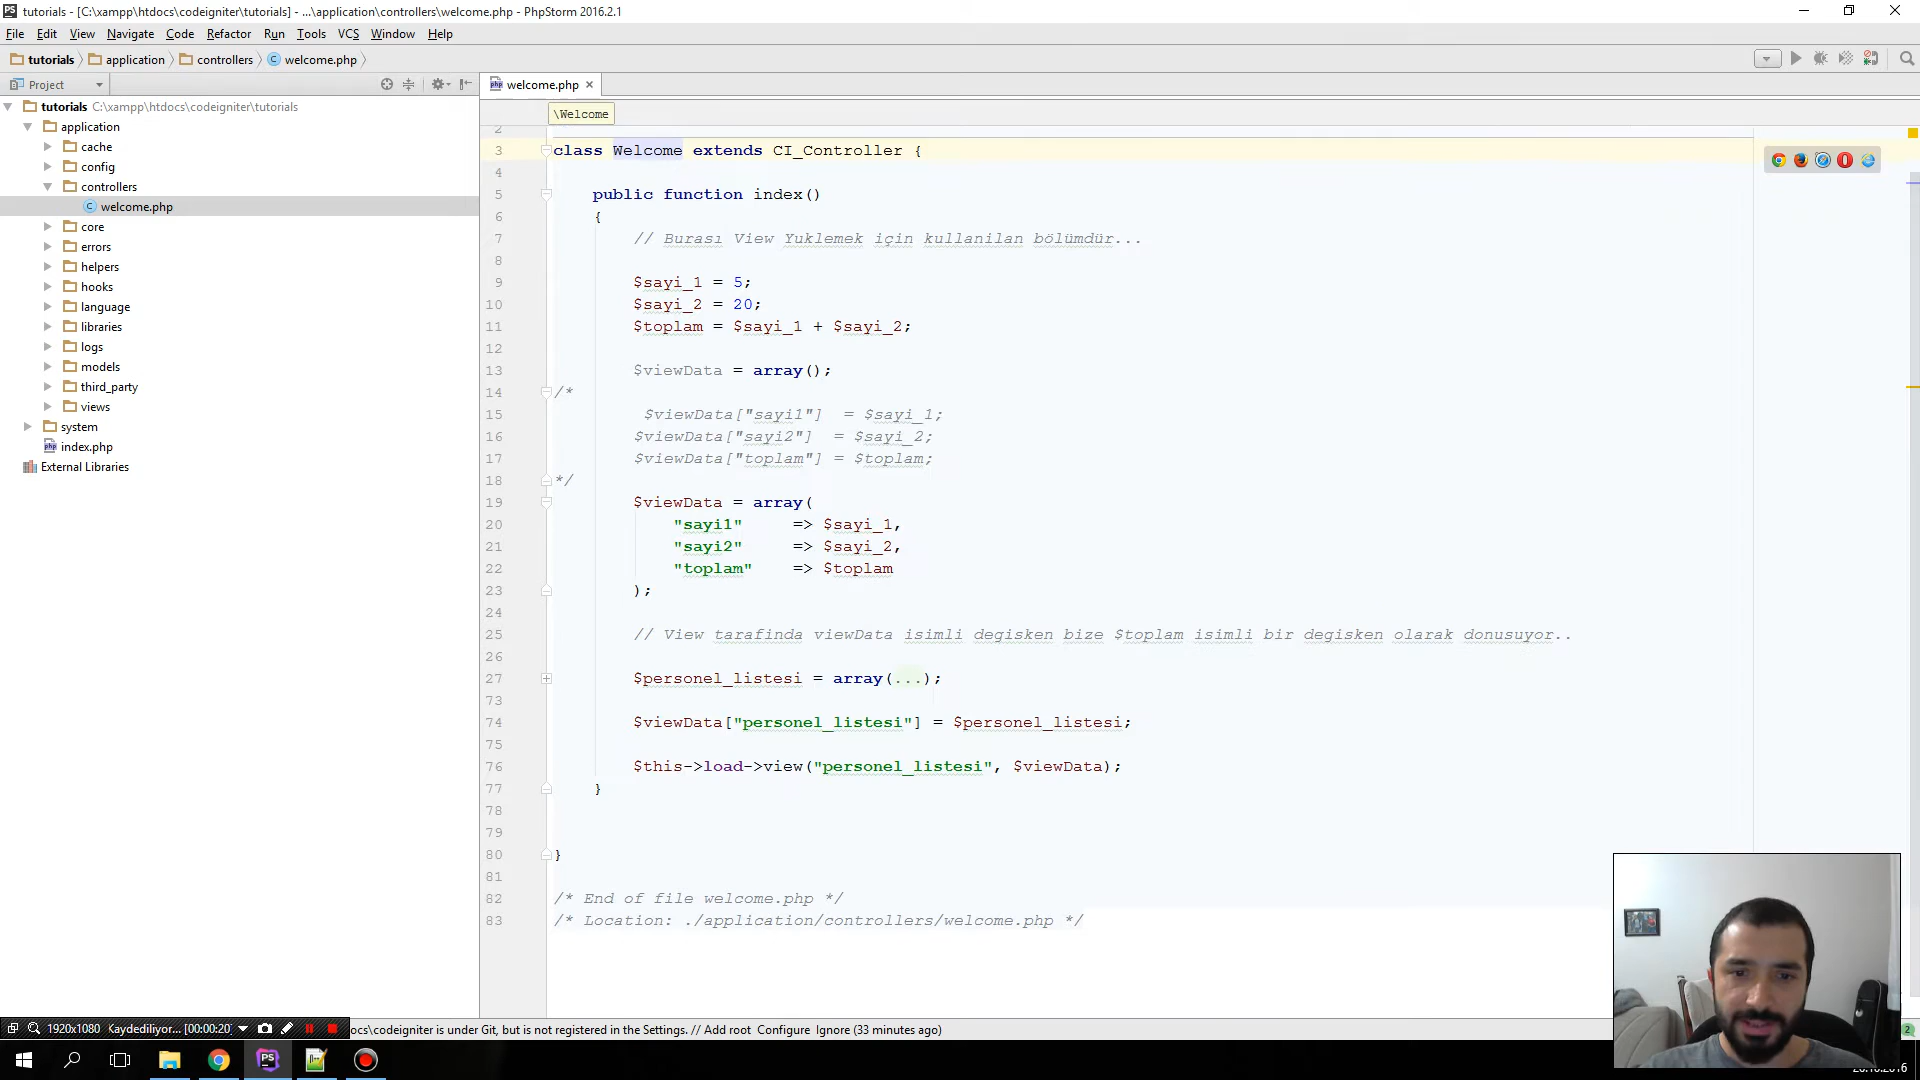 tutorials - [C:\xampp\htdocs\codeigniter\tutorials] - ...\application\controllers\welcome.php - PhpStorm 2016.2.1
File Edit View Navigate Code Refactor Run Tools VCS Window Help
tutorials application controllers welcome.php
Project
welcome.php
\Welcome
tutorials C:\xampp\htdocs\codeigniter\tutorials
application
cache
config
controllers
welcome.php
core
errors
helpers
hooks
language
libraries
logs
models
third_party
views
system
index.php
External Libraries
2
3 class Welcome extends CI_Controller {
4
5 public function index()
6 {
7 // Burası View Yuklemek için kullanilan bölümdür...
8
9 $sayi_1 = 5;
10 $sayi_2 = 20;
11 $toplam = $sayi_1 + $sayi_2;
12
13 $viewData = array();
14 /*
15 $viewData["sayi1"] = $sayi_1;
16 $viewData["sayi2"] = $sayi_2;
17 $viewData["toplam"] = $toplam;
18 */
19 $viewData = array(
20 "sayi1" => $sayi_1,
21 "sayi2" => $sayi_2,
22 "toplam" => $toplam
23 );
24
25 // View tarafinda viewData isimli degisken bize $toplam isimli bir degisken olarak donusuyor..
26
27 $personel_listesi = array(...);
73
74 $viewData["personel_listesi"] = $personel_listesi;
75
76 $this->load->view("personel_listesi", $viewData);
77 }
78
79
80 }
81
82 /* End of file welcome.php */
83 /* Location: ./application/controllers/welcome.php */
1920x1080 Kaydediliyor... [00:00:20]
ocs\codeigniter is under Git, but is not registered in the Settings. // Add root Configure Ignore (33 minutes ago)
2